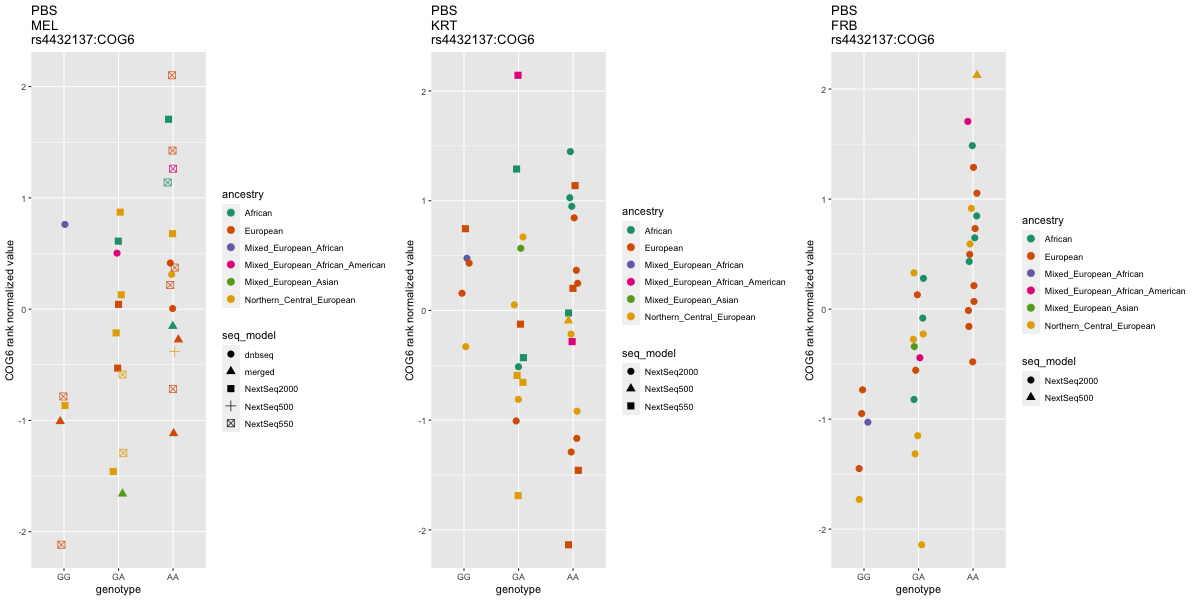 PBS
MEL
rs4432137:COG6
COG6 rank normalized value
2
1
0
-1
-2
GG
GA
AA
genotype
ancestry
African
European
Mixed_European_African
Mixed_European_African_American
Mixed_European_Asian
Northern_Central_European
seq_model
dnbseq
merged
NextSeq2000
NextSeq500
NextSeq550
PBS
KRT
rs4432137:COG6
COG6 rank normalized value
2
1
0
-1
-2
GG
GA
AA
genotype
ancestry
African
European
Mixed_European_African
Mixed_European_African_American
Mixed_European_Asian
Northern_Central_European
seq_model
NextSeq2000
NextSeq500
NextSeq550
PBS
FRB
rs4432137:COG6
COG6 rank normalized value
2
1
0
-1
-2
GG
GA
AA
genotype
ancestry
African
European
Mixed_European_African
Mixed_European_African_American
Mixed_European_Asian
Northern_Central_European
seq_model
NextSeq2000
NextSeq500